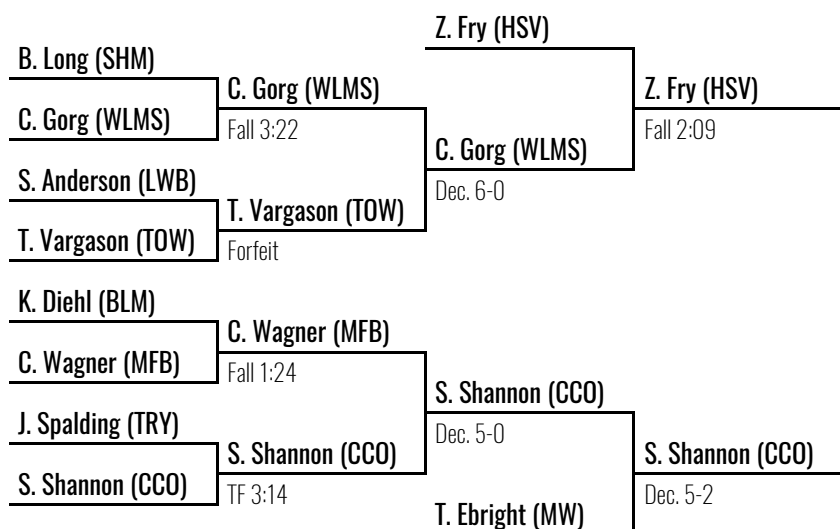 Z. Fry (HSV)
B. Long (SHM)
C. Gorg (WLMS)
Z. Fry (HSV)
C. Gorg (WLMS)
Fall 3:22
Fall 2:09
C. Gorg (WLMS)
S. Anderson (LWB)
Dec. 6-0
T. Vargason (TOW)
T. Vargason (TOW)
Forfeit
K. Diehl (BLM)
C. Wagner (MFB)
C. Wagner (MFB)
Fall 1:24
S. Shannon (CCO)
J. Spalding (TRY)
Dec. 5-0
S. Shannon (CCO)
S. Shannon (CCO)
S. Shannon (CCO)
TF 3:14
Dec. 5-2
T. Ebright (MW)